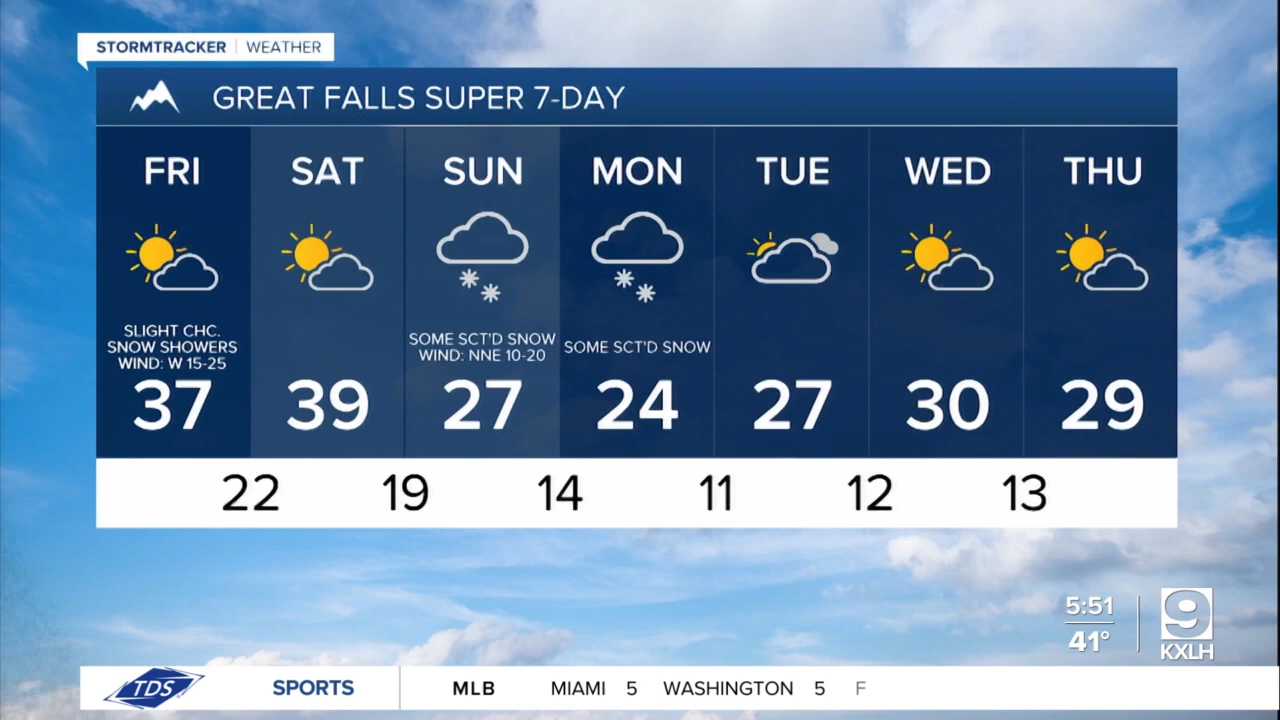 STORMTRACKER | WEATHER
GREAT FALLS SUPER 7-DAY
FRI SAT SUN MON TUE WED THU
SLIGHT CHC.
SNOW SHOWERS
WIND: W 15-25
SOME SCT'D SNOW
WIND: NNE 10-20
SOME SCT'D SNOW
37 39 27 24 27 30 29
22 19 14 11 12 13
5:51
41°
9
KXLH
TDS SPORTS MLB MIAMI 5 WASHINGTON 5 F